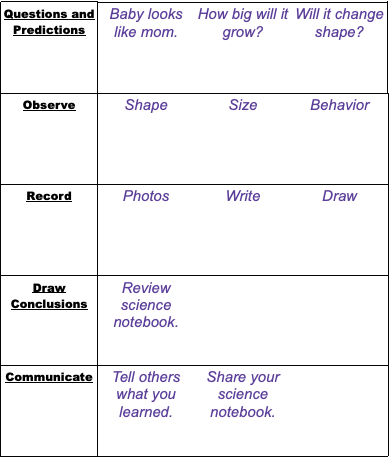 Questions and
Predictions
Baby looks
like mom.
How big will it
grow?
Will it change
shape?
Observe
Shape
Size
Behavior
Record
Photos
Write
Draw
Draw
Conclusions
Review
science
notebook.
Communicate
Tell others
what you
learned.
Share your
science
notebook.